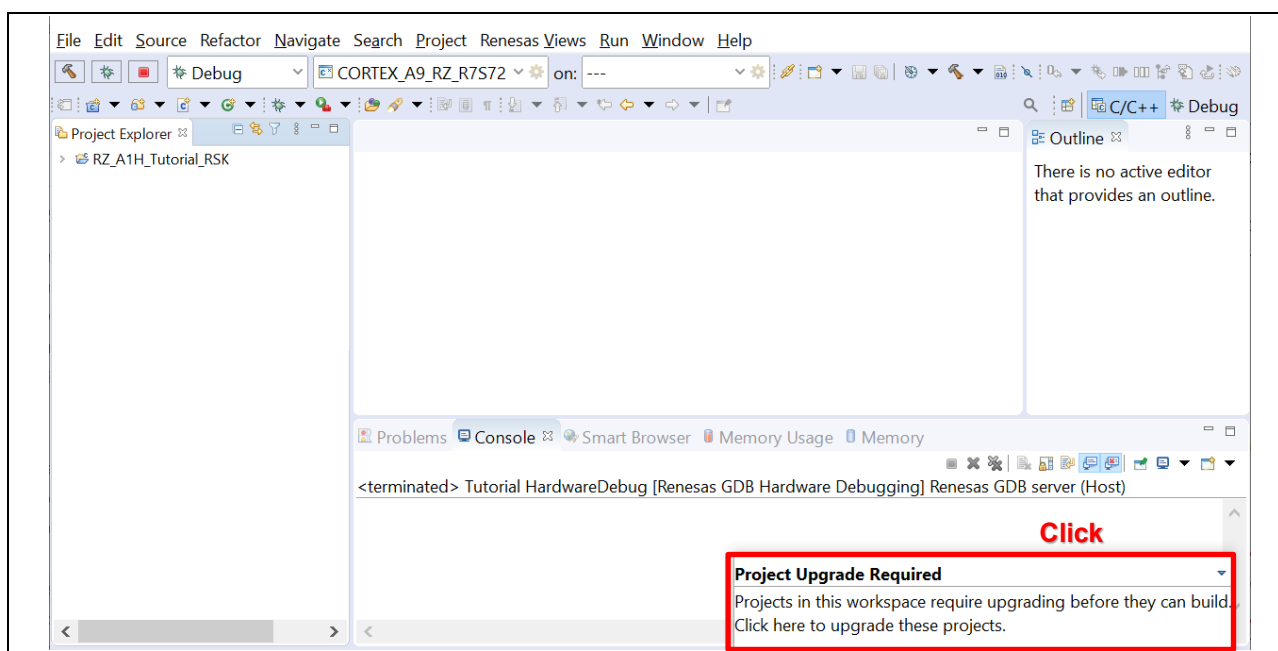 File Edit Source Refactor Navigate Search Project Renesas Views Run Window Help
Debug CORTEX_A9_RZ_R7S72 on: ---
C/C++ Debug
Project Explorer
RZ_A1H_Tutorial_RSK
Outline
There is no active editor
that provides an outline.
Problems Console Smart Browser Memory Usage Memory
<terminated> Tutorial HardwareDebug [Renesas GDB Hardware Debugging] Renesas GDB server (Host)
Click
Project Upgrade Required
Projects in this workspace require upgrading before they can build.
Click here to upgrade these projects.